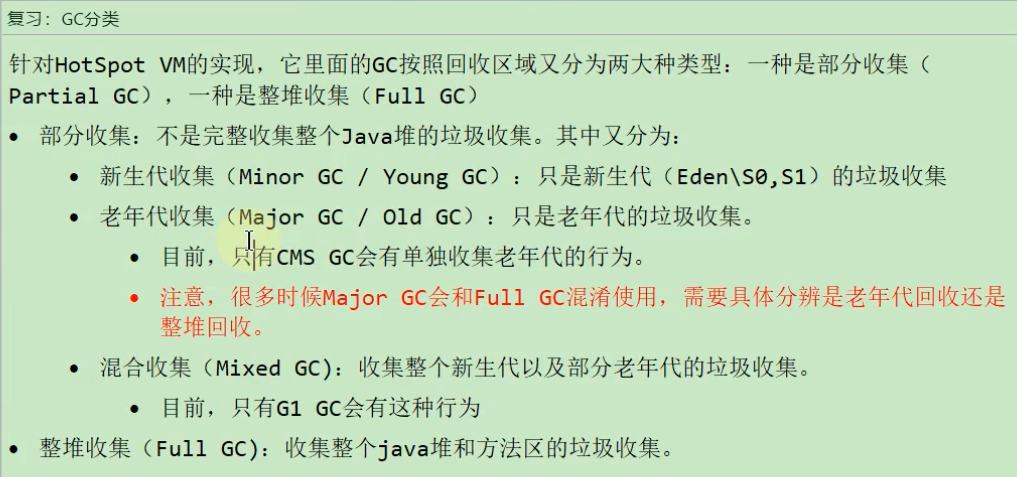 复习：GC分类
针对HotSpot VM的实现，它里面的GC按照回收区域又分为两大种类型：一种是部分收集（
Partial GC），一种是整堆收集（Full GC）
• 部分收集：不是完整收集整个Java堆的垃圾收集。其中又分为：
• 新生代收集（Minor GC / Young GC）：只是新生代（Eden\S0,S1）的垃圾收集
• 老年代收集（Major GC / Old GC）：只是老年代的垃圾收集。
• 目前，只有CMS GC会有单独收集老年代的行为。
• 注意，很多时候Major GC会和Full GC混淆使用，需要具体分辨是老年代回收还是
整堆回收。
• 混合收集（Mixed GC)：收集整个新生代以及部分老年代的垃圾收集。
• 目前，只有G1 GC会有这种行为
• 整堆收集（Full GC)：收集整个java堆和方法区的垃圾收集。